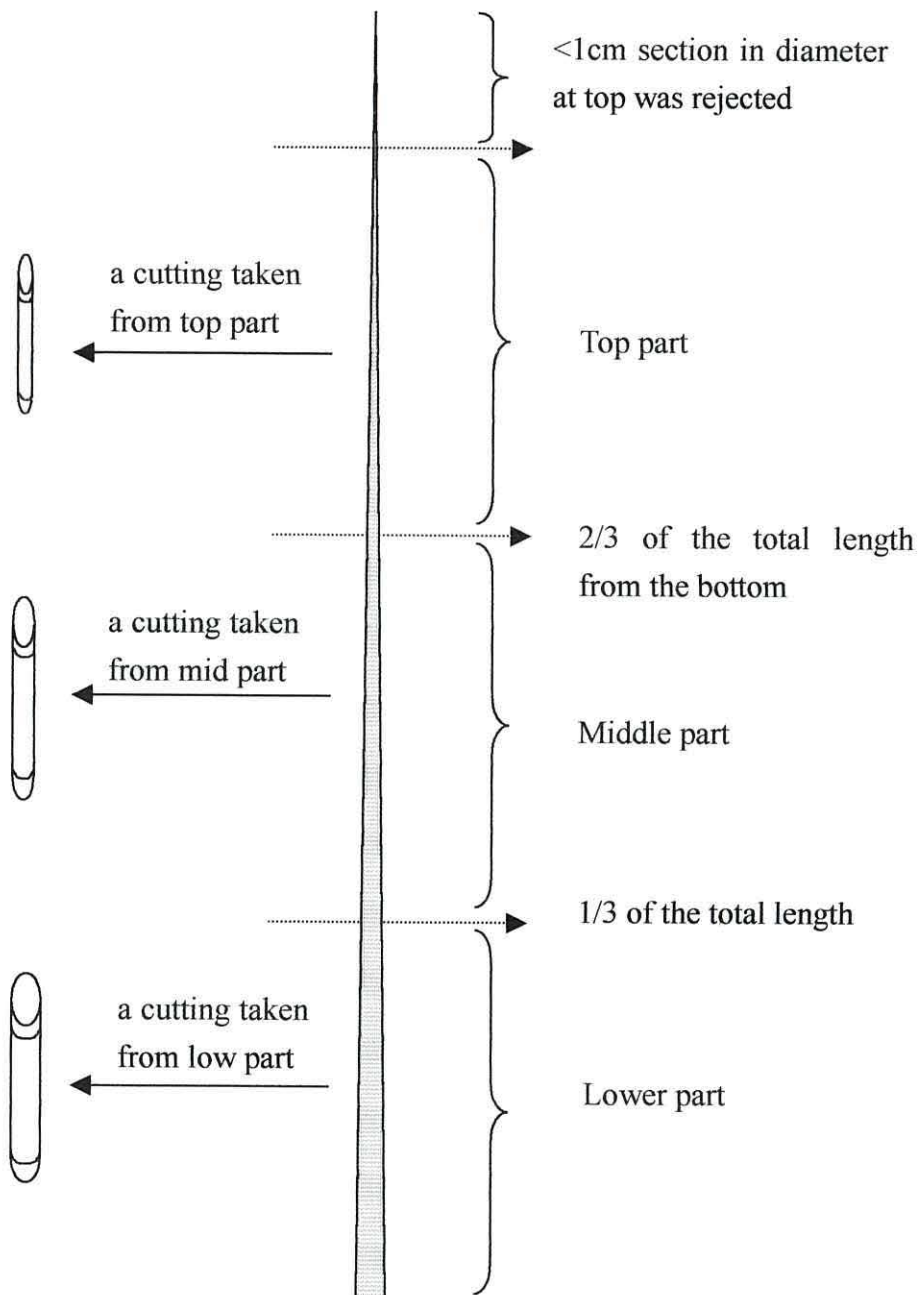 <1cm section in diameter
at top was rejected
a cutting taken
from top part
Top part
2/3 of the total length
from the bottom
a cutting taken
from mid part
Middle part
1/3 of the total length
a cutting taken
from low part
Lower part